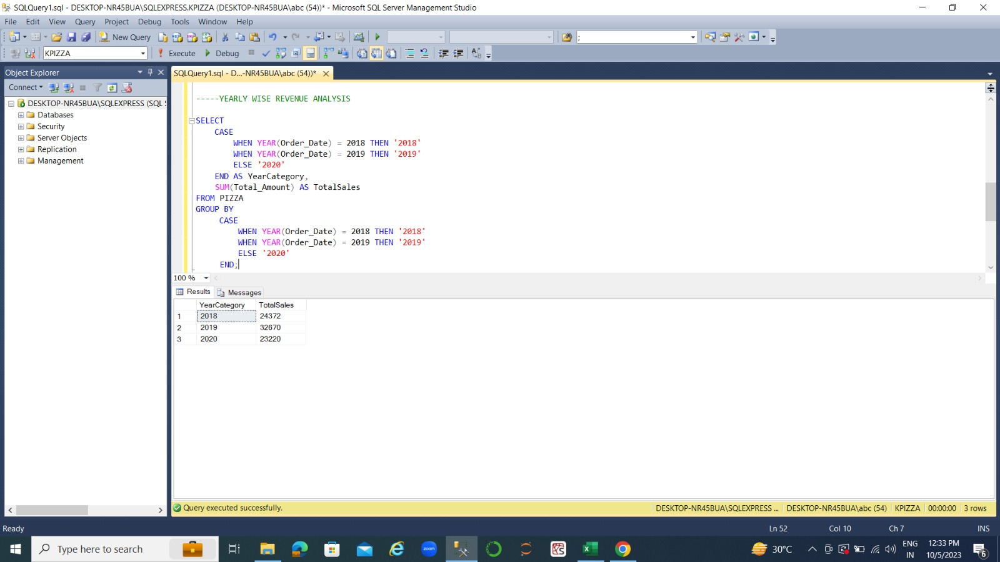 SQLQuery1.sql - DESKTOP-NR45BUA\SQLEXPRESS.KPIZZA (DESKTOP-NR45BUA\abc (54))* - Microsoft SQL Server Management Studio
File Edit View Query Project Debug Tools Window Help
New Query ;
KPIZZA Execute Debug
Object Explorer
SQLQuery1.sql - D...-NR45BUA\abc (54))*
Connect
DESKTOP-NR45BUA\SQLEXPRESS (SQL S
Databases
Security
Server Objects
Replication
Management
-----YEARLY WISE REVENUE ANALYSIS
SELECT
CASE
WHEN YEAR(Order_Date) = 2018 THEN '2018'
WHEN YEAR(Order_Date) = 2019 THEN '2019'
ELSE '2020'
END AS YearCategory,
SUM(Total_Amount) AS TotalSales
FROM PIZZA
GROUP BY
CASE
WHEN YEAR(Order_Date) = 2018 THEN '2018'
WHEN YEAR(Order_Date) = 2019 THEN '2019'
ELSE '2020'
END;
100 %
Results Messages
YearCategory TotalSales
1 2018 24372
2 2019 32670
3 2020 23220
Query executed successfully. DESKTOP-NR45BUA\SQLEXPRESS ... DESKTOP-NR45BUA\abc (54) KPIZZA 00:00:00 3 rows
Ready Ln 52 Col 10 Ch 7 INS
Type here to search zoom 30°C ENG IN 12:33 PM 10/5/2023 6